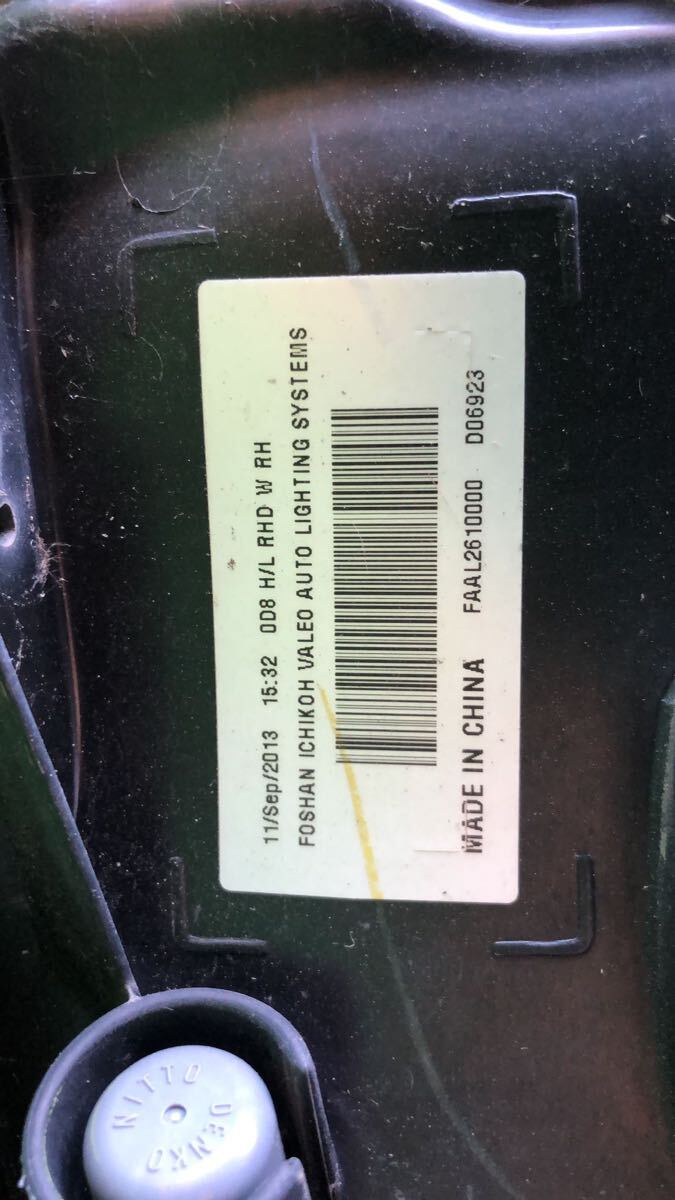 11/Sep/2013 15:32 0D8 H/L RHD W RH
FOSHAN ICHIKOH VALEO AUTO LIGHTING SYSTEMS
MADE IN CHINA FAAL2610000 D06923
NITTO
DENKO